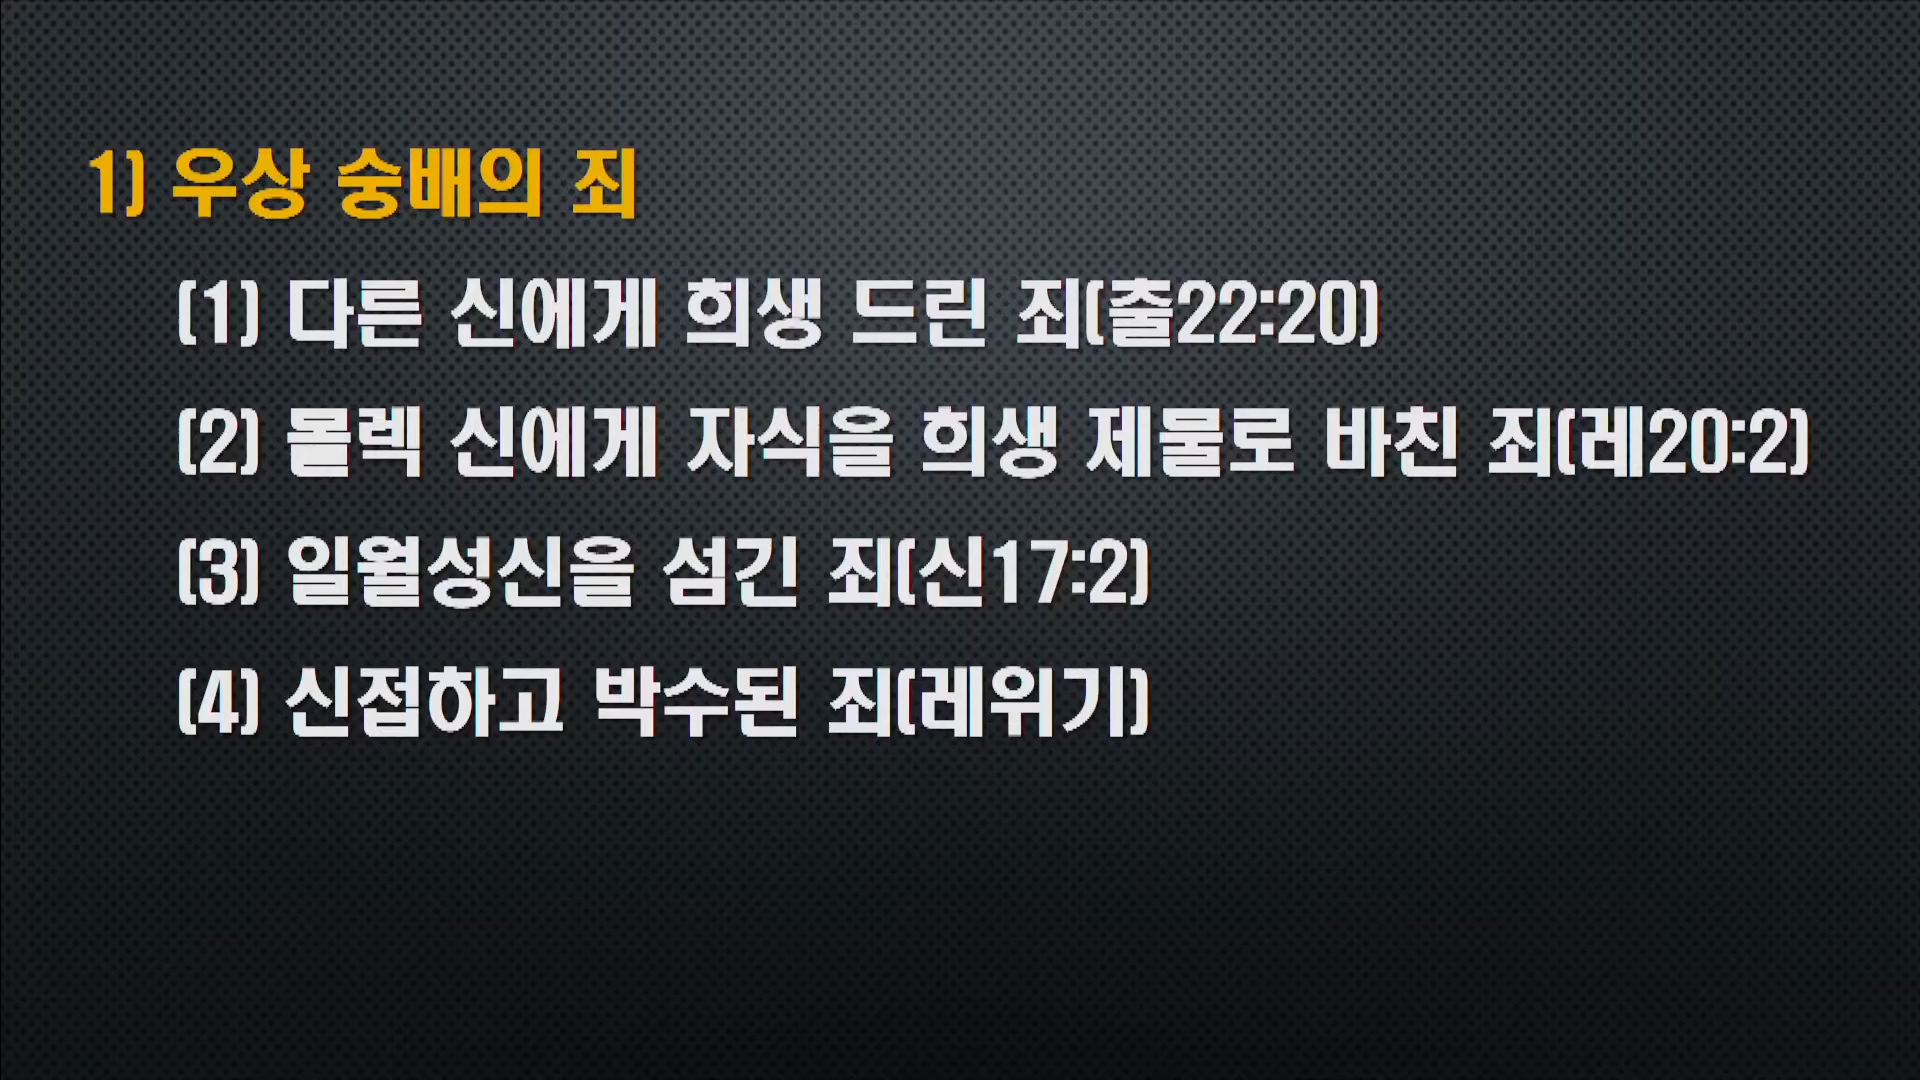 1) 우상 숭배의 죄
(1) 다른 신에게 희생 드린 죄(출22:20)
(2) 몰렉 신에게 자식을 희생 제물로 바친 죄(레20:2)
(3) 일월성신을 섬긴 죄(신17:2)
(4) 신접하고 박수된 죄(레위기)